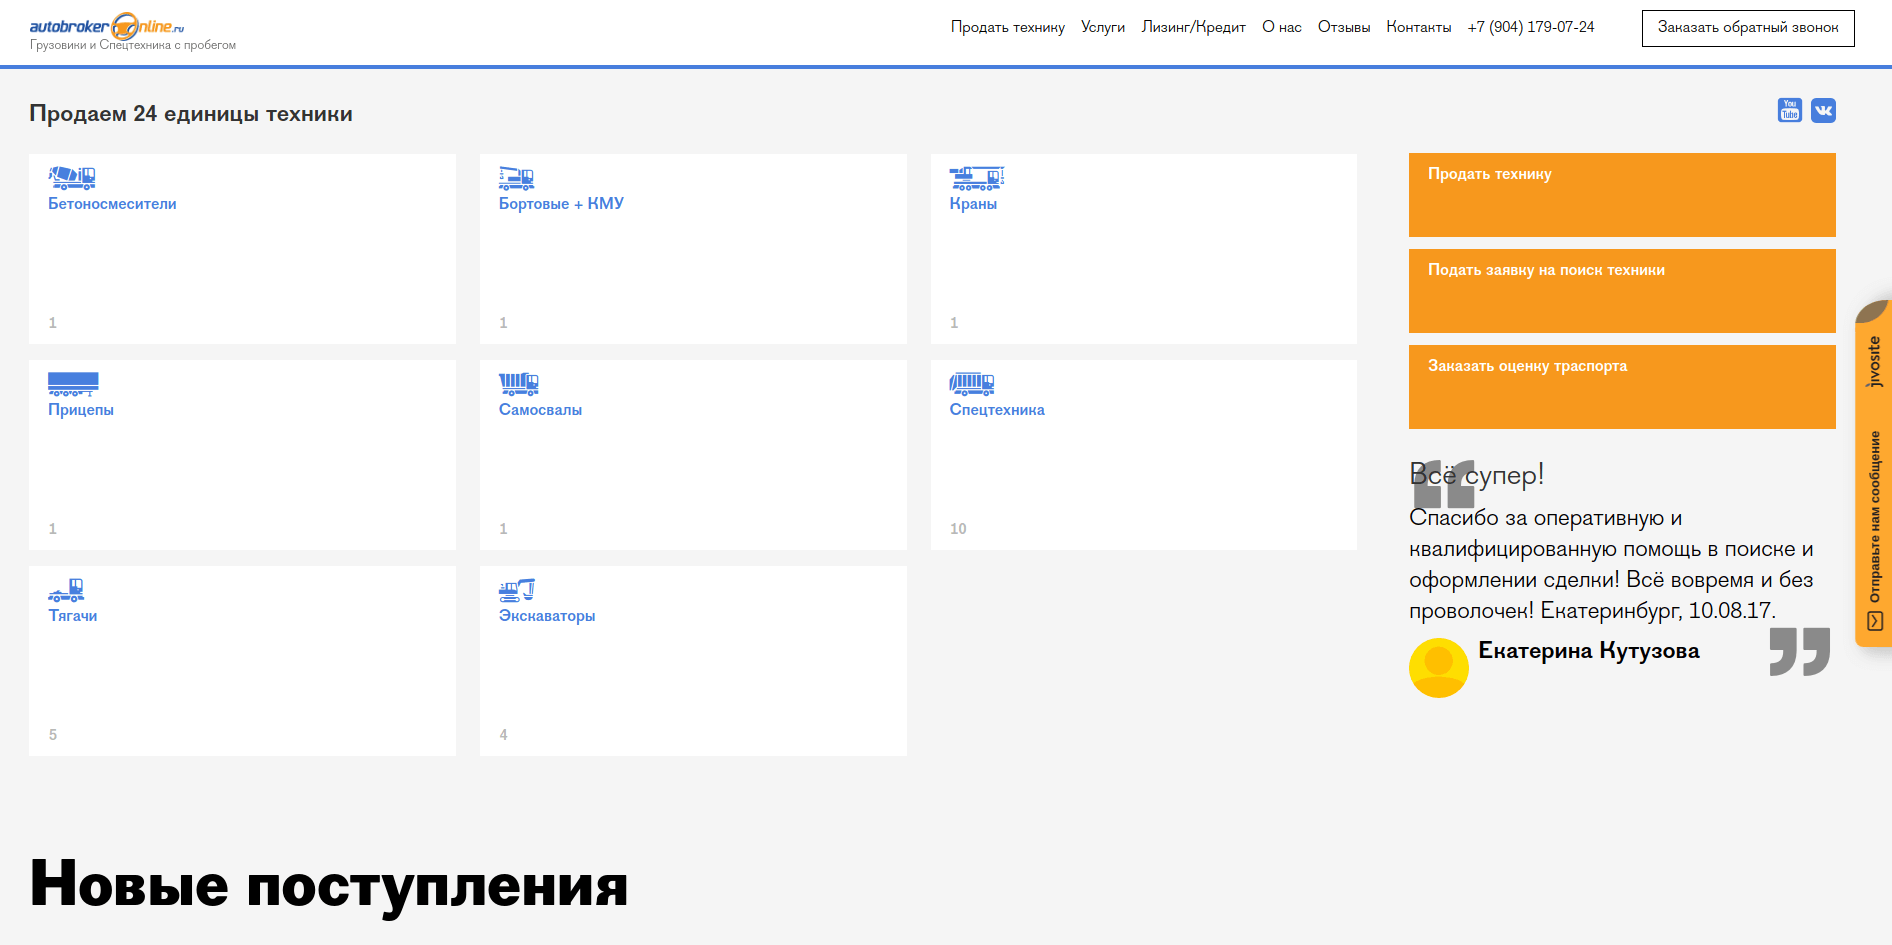 autobroker nline.ru
Грузовики и Спецтехника с пробегом
Продать технику Услуги Лизинг/Кредит О нас Отзывы Контакты +7 (904) 179-07-24 Заказать обратный звонок
Продаем 24 единицы техники
You Tube
Бетоносмесители
1
Бортовые + КМУ
1
Краны
1
Прицепы
1
Самосвалы
1
Спецтехника
10
Тягачи
5
Экскаваторы
4
Продать технику
Подать заявку на поиск техники
Заказать оценку траспорта
Всё супер!
Спасибо за оперативную и
квалифицированную помощь в поиске и
оформлении сделки! Всё вовремя и без
проволочек! Екатеринбург, 10.08.17.
Екатерина Кутузова
Отправьте нам сообщение
jivosite
Новые поступления